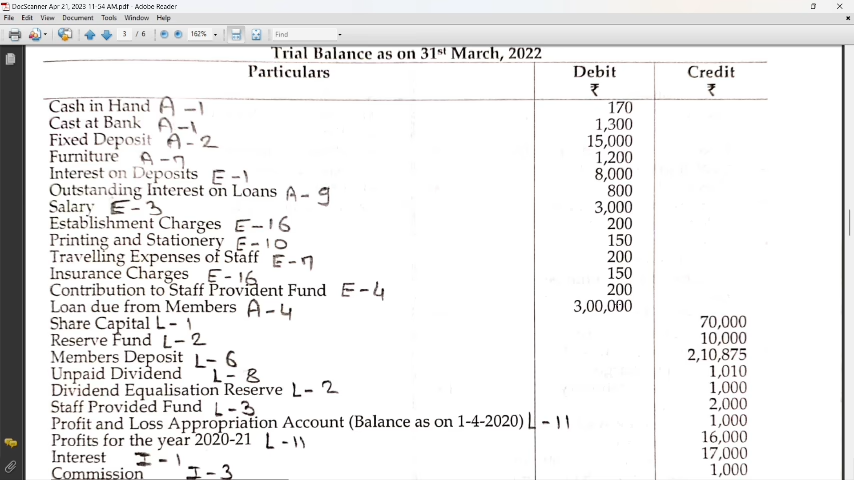 DocScanner Apr 21, 2023 11-54 AM.pdf - Adobe Reader
File Edit View Document Tools Window Help
3 / 6 162% Find
Trial Balance as on 31st March, 2022
Particulars Debit Credit
₹ ₹
Cash in Hand A-1 170
Cast at Bank A-1 1,300
Fixed Deposit A-2 15,000
Furniture A-7 1,200
Interest on Deposits E-1 8,000
Outstanding Interest on Loans A-9 800
Salary E-3 3,000
Establishment Charges E-16 200
Printing and Stationery E-10 150
Travelling Expenses of Staff E-7 200
Insurance Charges E-16 150
Contribution to Staff Provident Fund E-4 200
Loan due from Members A-4 3,00,000
Share Capital L-1 70,000
Reserve Fund L-2 10,000
Members Deposit L-6 2,10,875
Unpaid Dividend L-8 1,010
Dividend Equalisation Reserve L-2 1,000
Staff Provided Fund L-3 2,000
Profit and Loss Appropriation Account (Balance as on 1-4-2020) L-11 1,000
Profits for the year 2020-21 L-11 16,000
Interest I-1 17,000
Commission I-3 1,000